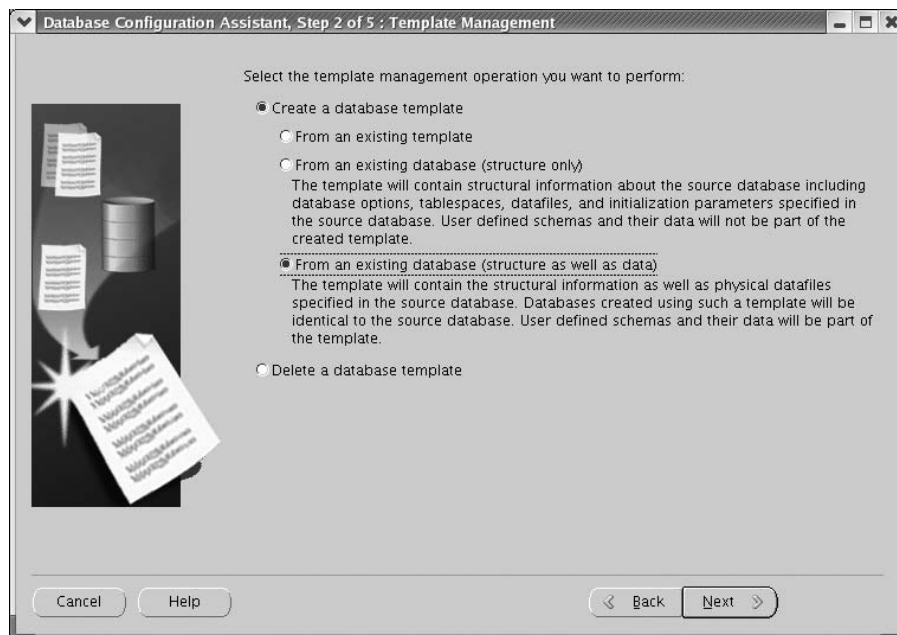 Database Configuration Assistant, Step 2 of 5 : Template Management
Select the template management operation you want to perform:
Create a database template
From an existing template
From an existing database (structure only)
The template will contain structural information about the source database including
database options, tablespaces, datafiles, and initialization parameters specified in
the source database. User defined schemas and their data will not be part of the
created template.
From an existing database (structure as well as data)
The template will contain the structural information as well as physical datafiles
specified in the source database. Databases created using such a template will be
identical to the source database. User defined schemas and their data will be part of
the template.
Delete a database template
Cancel Help Back Next